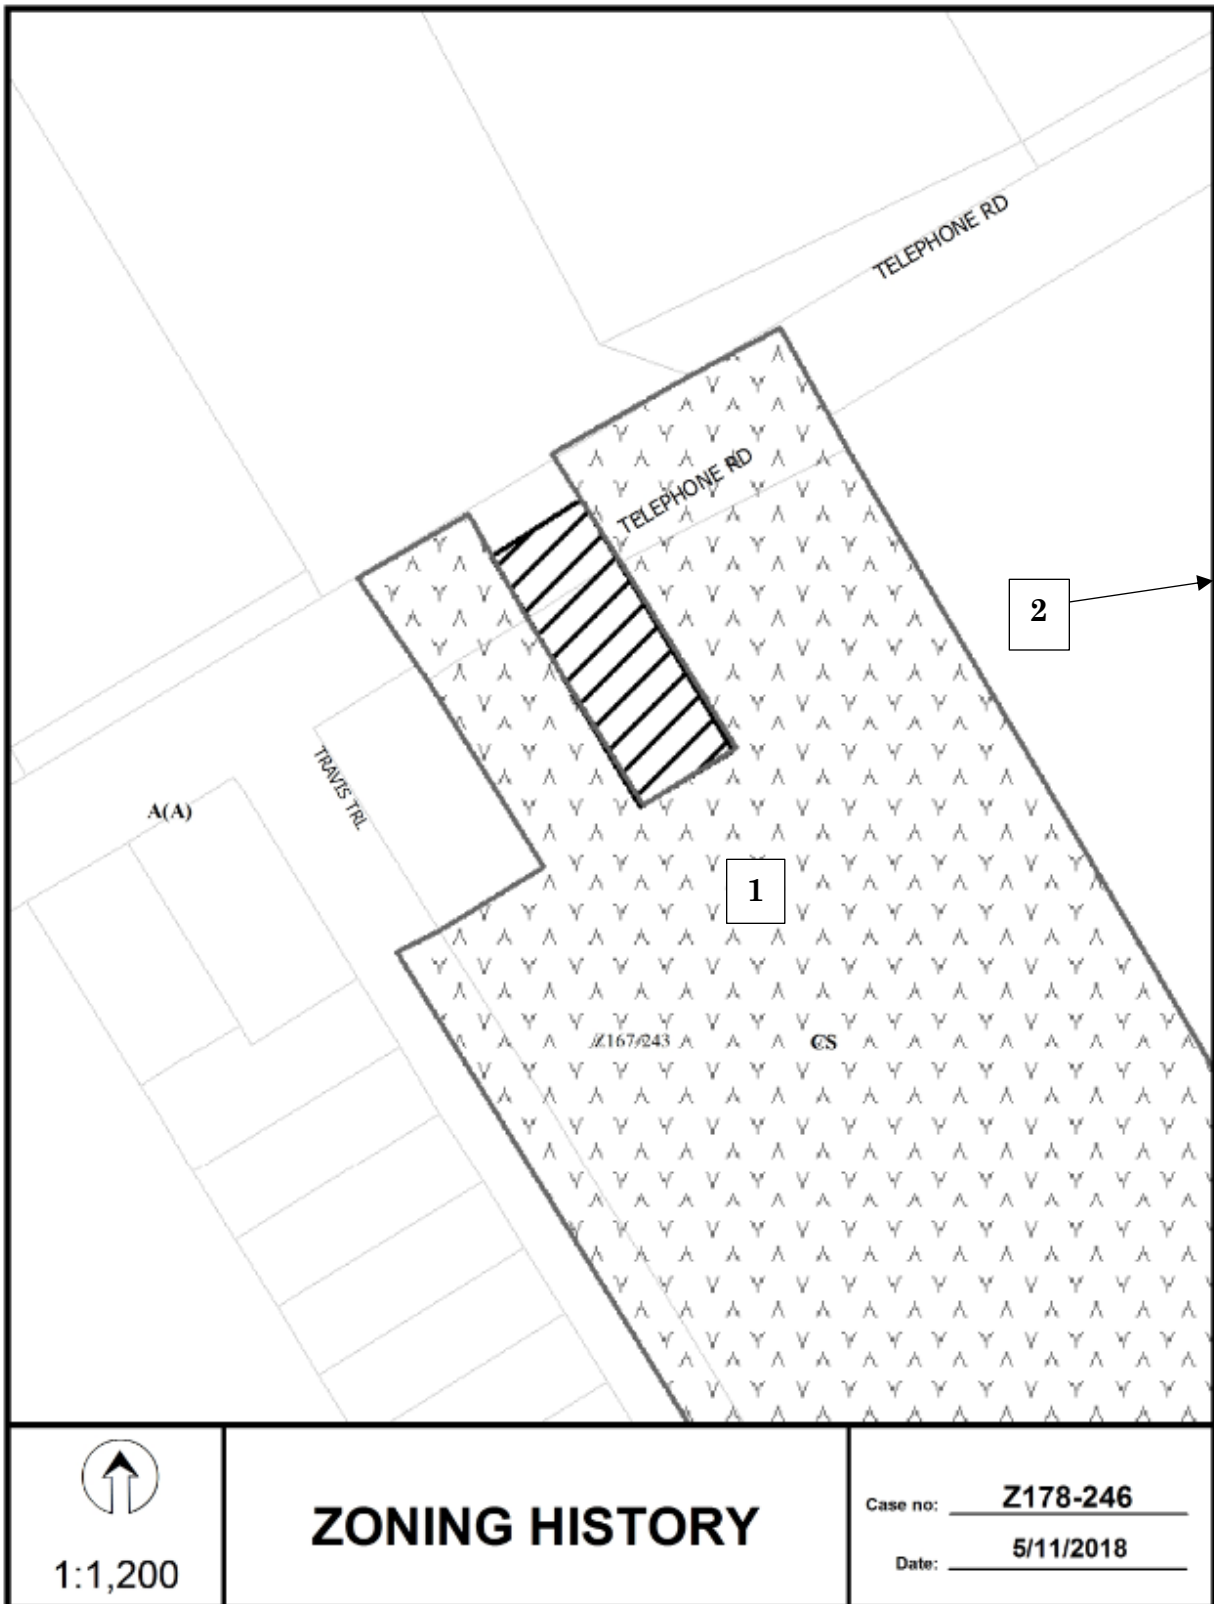 TELEPHONE RD
TELEPHONE RD
2
TRAVIS TRL
A(A)
1
Z167/243
CS
1:1,200
ZONING HISTORY
Case no: Z178-246
Date: 5/11/2018